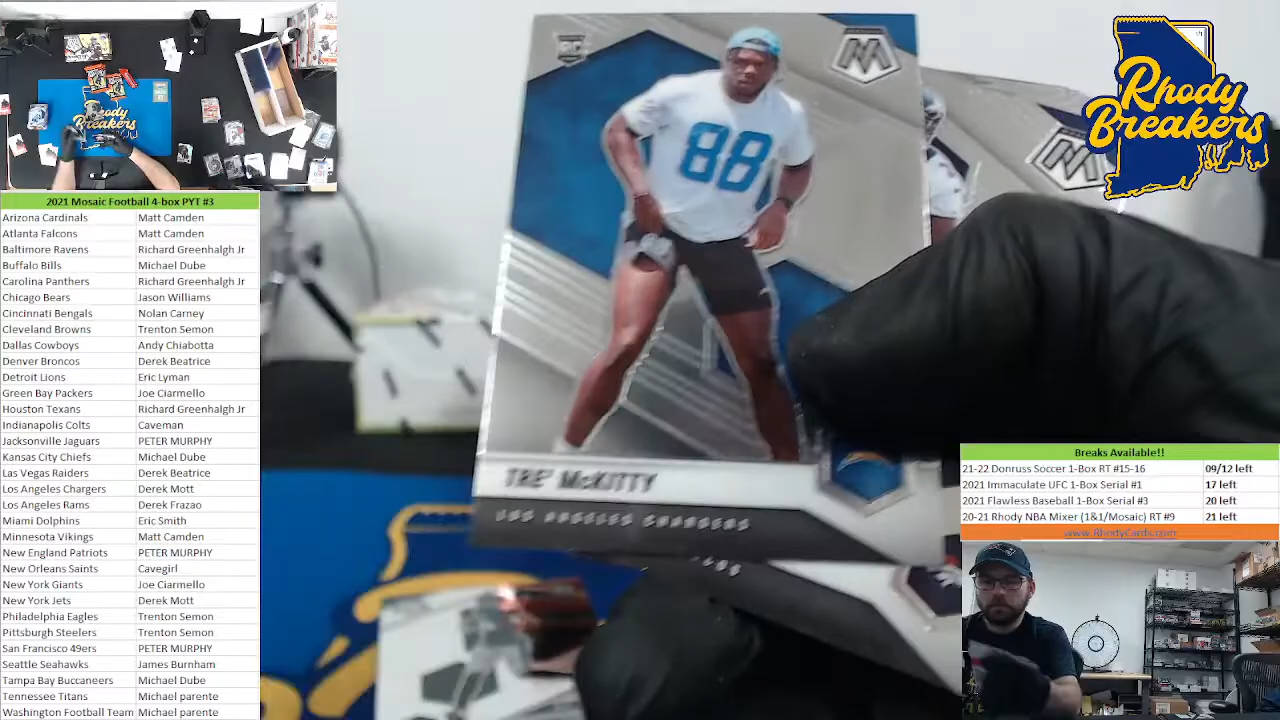 2021 Mosaic Football 4-box PYT #3
Arizona Cardinals Matt Camden
Atlanta Falcons Matt Camden
Baltimore Ravens Richard Greenhalgh Jr
Buffalo Bills Michael Dube
Carolina Panthers Richard Greenhalgh Jr
Chicago Bears Jason Williams
Cincinnati Bengals Nolan Carney
Cleveland Browns Trenton Semon
Dallas Cowboys Andy Chiabotta
Denver Broncos Derek Beatrice
Detroit Lions Eric Lyman
Green Bay Packers Joe Ciarmello
Houston Texans Richard Greenhalgh Jr
Indianapolis Colts Caveman
Jacksonville Jaguars PETER MURPHY
Kansas City Chiefs Michael Dube
Las Vegas Raiders Derek Beatrice
Los Angeles Chargers Derek Mott
Los Angeles Rams Derek Frazao
Miami Dolphins Eric Smith
Minnesota Vikings Matt Camden
New England Patriots PETER MURPHY
New Orleans Saints Cavegirl
New York Giants Joe Ciarmello
New York Jets Derek Mott
Philadelphia Eagles Trenton Semon
Pittsburgh Steelers Trenton Semon
San Francisco 49ers PETER MURPHY
Seattle Seahawks James Burnham
Tampa Bay Buccaneers Michael Dube
Tennessee Titans Michael parente
Washington Football Team Michael parente
Rhody
Breakers
RC
M
88
TRE' McKITTY
LOS ANGELES CHARGERS
M
Rhody
Breakers
Breaks Available!!
21-22 Donruss Soccer 1-Box RT #15-16 09/12 left
2021 Immaculate UFC 1-Box Serial #1 17 left
2021 Flawless Baseball 1-Box Serial #3 20 left
20-21 Rhody NBA Mixer (1&1/Mosaic) RT #9 21 left
www.RhodyCards.com